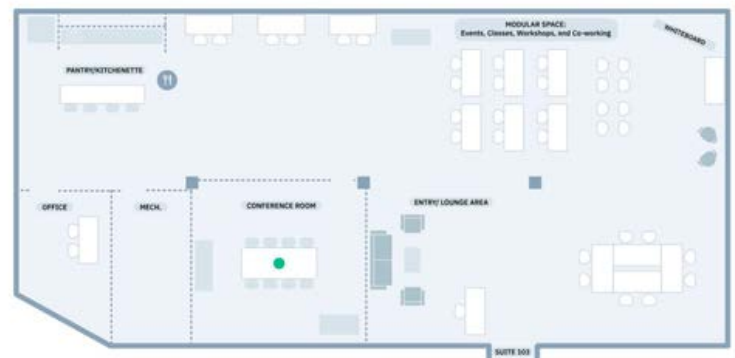 MODULAR SPACE:
Events, Classes, Workshops, and Co-working
WHITEBOARD
PANTRY/KITCHENETTE
OFFICE
MECH.
CONFERENCE ROOM
ENTRY/ LOUNGE AREA
SUITE 103